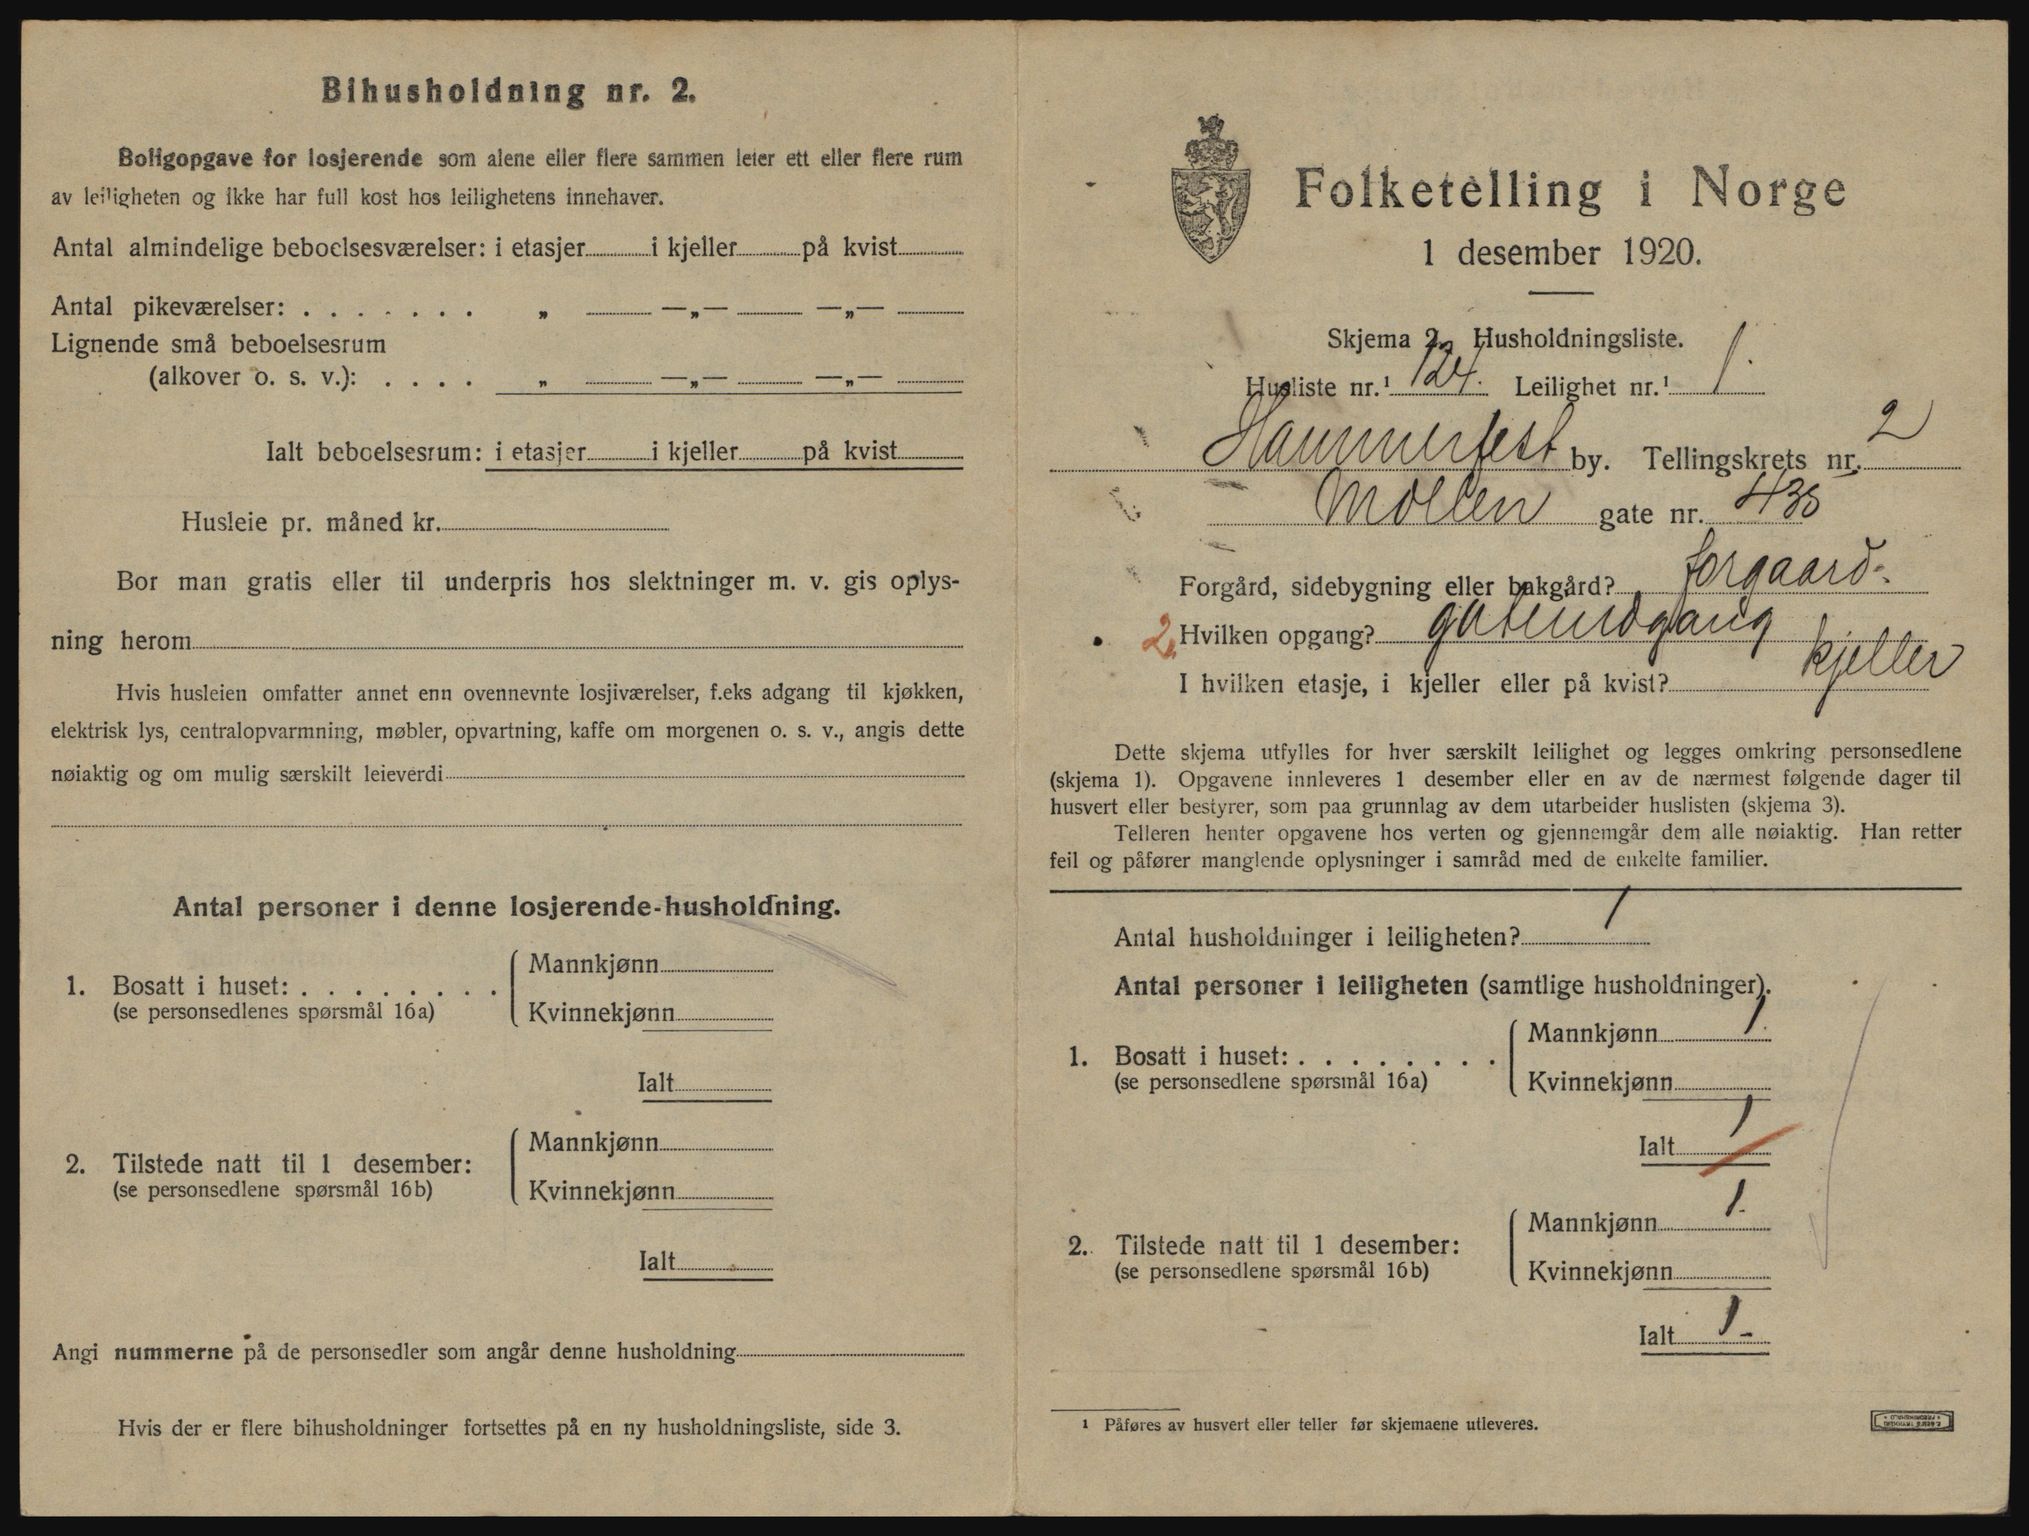 Bihusholdning nr. 2.
Boligopgave for losjerende som alene eller flere sammen leier ett eller flere rum
av leiligheten og ikke har full kost hos leilighetens innehaver.
Antal almindelige beboelsesværelser: i etasjer i kjeller på kvist
Antal pikeværelser: . . . . . . . „ —„— —„—
Lignende små beboelsesrum
(alkover o. s. v.): . . . . „ —„— —„—
Ialt beboelsesrum: i etasjer i kjeller på kvist
Husleie pr. måned kr.
Bor man gratis eller til underpris hos slektninger m. v. gis oplys-
ning herom
Hvis husleien omfatter annet enn ovennevnte losjiværelser, f.eks adgang til kjøkken,
elektrisk lys, centralopvarmning, møbler, opvartning, kaffe om morgenen o. s. v., angis dette
nøiaktig og om mulig særskilt leieverdi
Antal personer i denne losjerende-husholdning.
1. Bosatt i huset: . . . . . . . . Mannkjønn
(se personsedlenes spørsmål 16a) Kvinnekjønn
Ialt
2. Tilstede natt til 1 desember: Mannkjønn
(se personsedlene spørsmål 16b) Kvinnekjønn
Ialt
Angi nummerne på de personsedler som angår denne husholdning
Hvis der er flere bihusholdninger fortsettes på en ny husholdningsliste, side 3.
Folketelling i Norge
1 desember 1920.
Skjema 2. Husholdningsliste.
Husliste nr.¹ 124. Leilighet nr.¹ 1.
Hammerfest by. Tellingskrets nr. 2
Møllen gate nr. 435
Forgård, sidebygning eller bakgård? forgaard.
2. Hvilken opgang? gateindgang
I hvilken etasje, i kjeller eller på kvist? kjeller
Dette skjema utfylles for hver særskilt leilighet og legges omkring personsedlene
(skjema 1). Opgavene innleveres 1 desember eller en av de nærmest følgende dager til
husvert eller bestyrer, som paa grunnlag av dem utarbeider huslisten (skjema 3).
Telleren henter opgavene hos verten og gjennemgår dem alle nøiaktig. Han retter
feil og påfører manglende oplysninger i samråd med de enkelte familier.
Antal husholdninger i leiligheten? 1
Antal personer i leiligheten (samtlige husholdninger).
1. Bosatt i huset: . . . . . . . . Mannkjønn 1.
(se personsedlene spørsmål 16a) Kvinnekjønn
Ialt 1
2. Tilstede natt til 1 desember: Mannkjønn 1.
(se personsedlene spørsmål 16b) Kvinnekjønn
Ialt 1.
¹ Påføres av husvert eller teller før skjemaene utleveres.